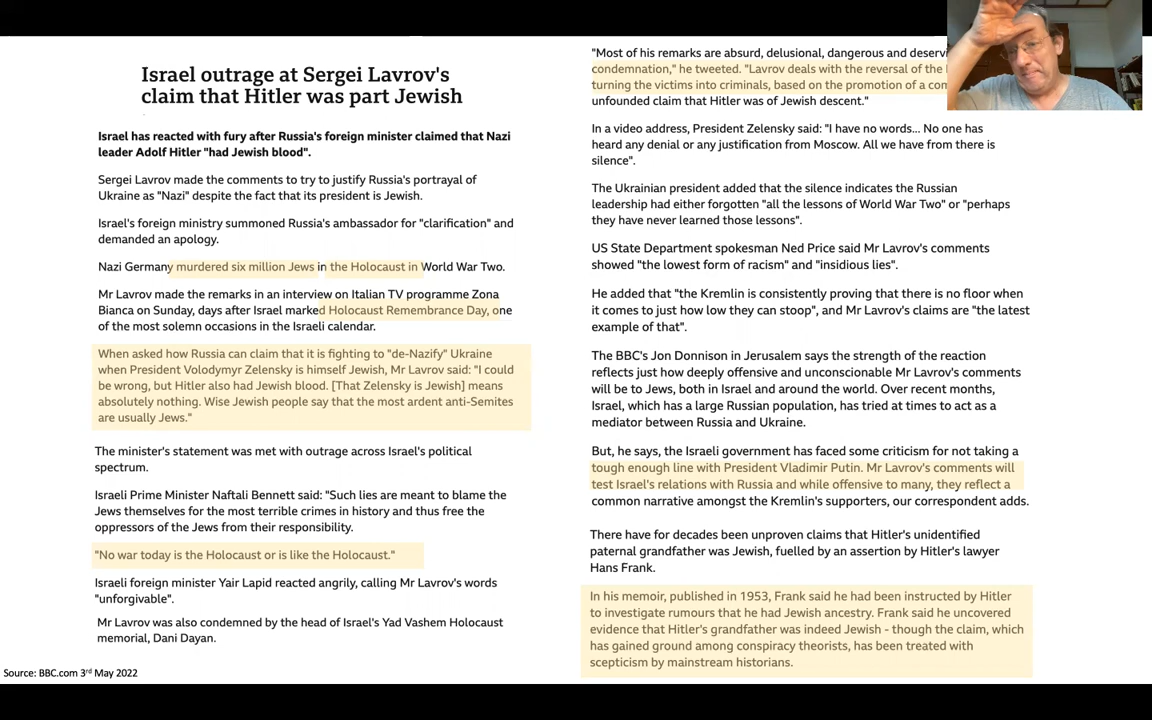 Israel outrage at Sergei Lavrov's
claim that Hitler was part Jewish
Israel has reacted with fury after Russia's foreign minister claimed that Nazi
leader Adolf Hitler "had Jewish blood".
Sergei Lavrov made the comments to try to justify Russia's portrayal of
Ukraine as "Nazi" despite the fact that its president is Jewish.
Israel's foreign ministry summoned Russia's ambassador for "clarification" and
demanded an apology.
Nazi Germany murdered six million Jews in the Holocaust in World War Two.
Mr Lavrov made the remarks in an interview on Italian TV programme Zona
Bianca on Sunday, days after Israel marked Holocaust Remembrance Day, one
of the most solemn occasions in the Israeli calendar.
When asked how Russia can claim that it is fighting to "de-Nazify" Ukraine
when President Volodymyr Zelensky is himself Jewish, Mr Lavrov said: "I could
be wrong, but Hitler also had Jewish blood. [That Zelensky is Jewish] means
absolutely nothing. Wise Jewish people say that the most ardent anti-Semites
are usually Jews."
The minister's statement was met with outrage across Israel's political
spectrum.
Israeli Prime Minister Naftali Bennett said: "Such lies are meant to blame the
Jews themselves for the most terrible crimes in history and thus free the
oppressors of the Jews from their responsibility.
"No war today is the Holocaust or is like the Holocaust."
Israeli foreign minister Yair Lapid reacted angrily, calling Mr Lavrov's words
"unforgivable".
Mr Lavrov was also condemned by the head of Israel's Yad Vashem Holocaust
memorial, Dani Dayan.
Source: BBC.com 3rd May 2022
"Most of his remarks are absurd, delusional, dangerous and
condemnation," he tweeted. "Lavrov deals with the reversal of the
turning the victims into criminals, based on the promotion of a
unfounded claim that Hitler was of Jewish descent."
In a video address, President Zelensky said: "I have no words... No one has
heard any denial or any justification from Moscow. All we have from there is
silence".
The Ukrainian president added that the silence indicates the Russian
leadership had either forgotten "all the lessons of World War Two" or "perhaps
they have never learned those lessons".
US State Department spokesman Ned Price said Mr Lavrov's comments
showed "the lowest form of racism" and "insidious lies".
He added that "the Kremlin is consistently proving that there is no floor when
it comes to just how low they can stoop", and Mr Lavrov's claims are "the latest
example of that".
The BBC's Jon Donnison in Jerusalem says the strength of the reaction
reflects just how deeply offensive and unconscionable Mr Lavrov's comments
will be to Jews, both in Israel and around the world. Over recent months,
Israel, which has a large Russian population, has tried at times to act as a
mediator between Russia and Ukraine.
But, he says, the Israeli government has faced some criticism for not taking a
tough enough line with President Vladimir Putin. Mr Lavrov's comments will
test Israel's relations with Russia and while offensive to many, they reflect a
common narrative amongst the Kremlin's supporters, our correspondent adds.
There have for decades been unproven claims that Hitler's unidentified
paternal grandfather was Jewish, fuelled by an assertion by Hitler's lawyer
Hans Frank.
In his memoir, published in 1953, Frank said he had been instructed by Hitler
to investigate rumours that he had Jewish ancestry. Frank said he uncovered
evidence that Hitler's grandfather was indeed Jewish - though the claim, which
has gained ground among conspiracy theorists, has been treated with
scepticism by mainstream historians.